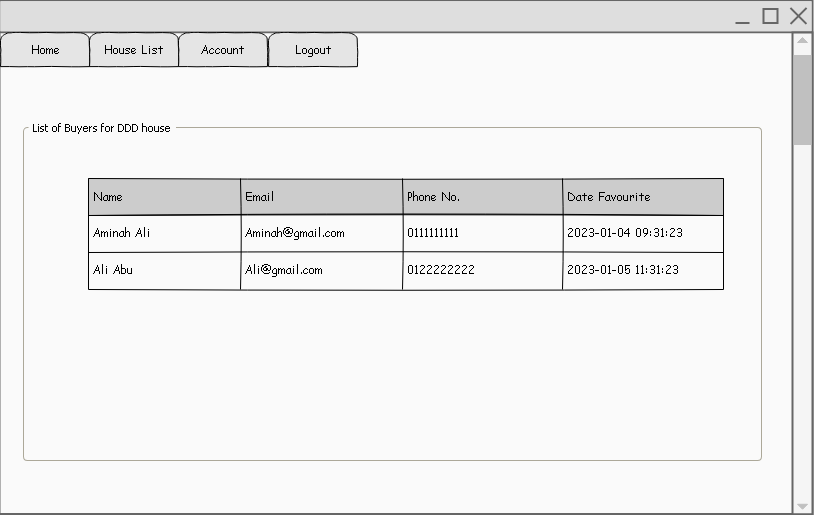 Home House List Account Logout
List of Buyers for DDD house
Name Email Phone No. Date Favourite
Aminah Ali Aminah@gmail.com 0111111111 2023-01-04 09:31:23
Ali Abu Ali@gmail.com 0122222222 2023-01-05 11:31:23